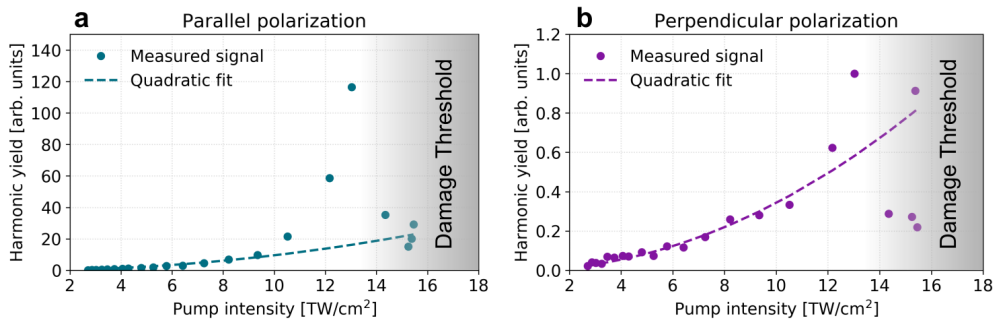 a
Parallel polarization
Harmonic yield [arb. units]
140
120
100
80
60
40
20
0
Measured signal
Quadratic fit
Damage Threshold
2 4 6 8 10 12 14 16 18
Pump intensity [TW/cm²]
b
Perpendicular polarization
Harmonic yield [arb. units]
1.2
1.0
0.8
0.6
0.4
0.2
0.0
Measured signal
Quadratic fit
Damage Threshold
2 4 6 8 10 12 14 16 18
Pump intensity [TW/cm²]